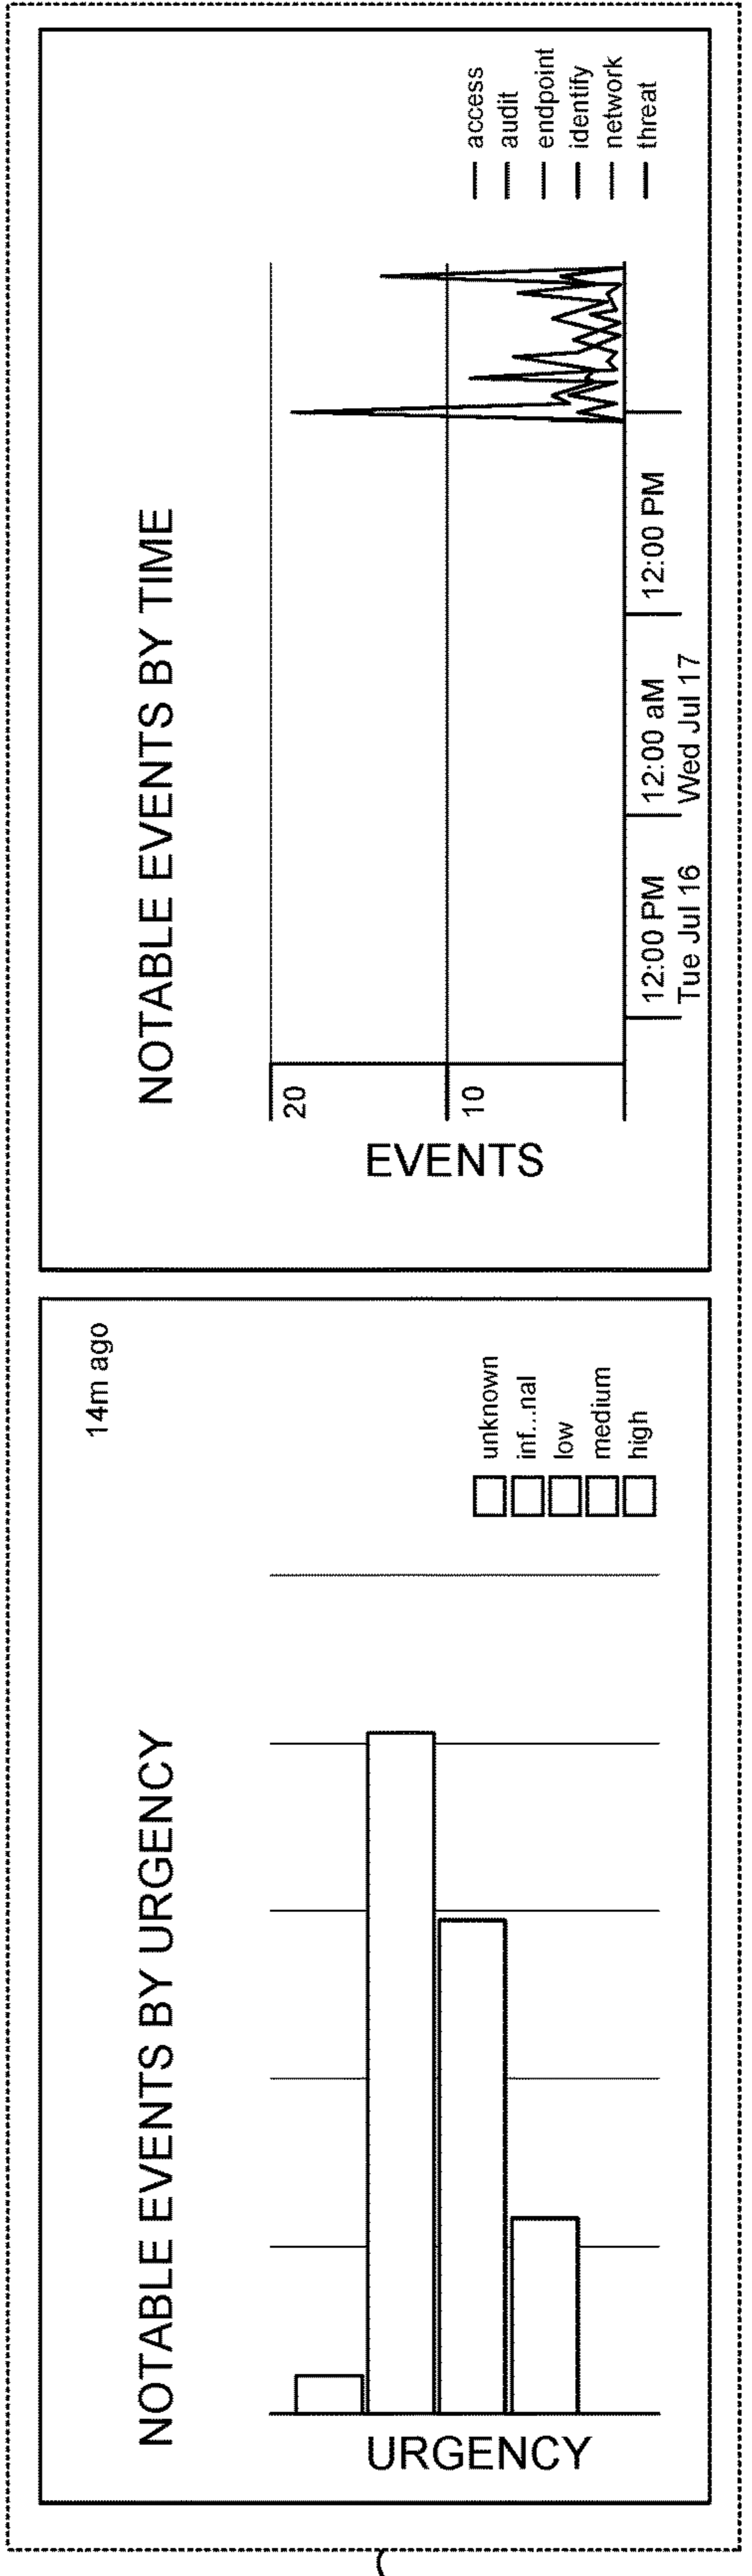 NOTABLE EVENTS BY URGENCY
14m ago
URGENCY
unknown
inf...nal
low
medium
high
NOTABLE EVENTS BY TIME
EVENTS
20
10
12:00 PM
Tue Jul 16
12:00 aM
Wed Jul 17
12:00 PM
access
audit
endpoint
identify
network
threat